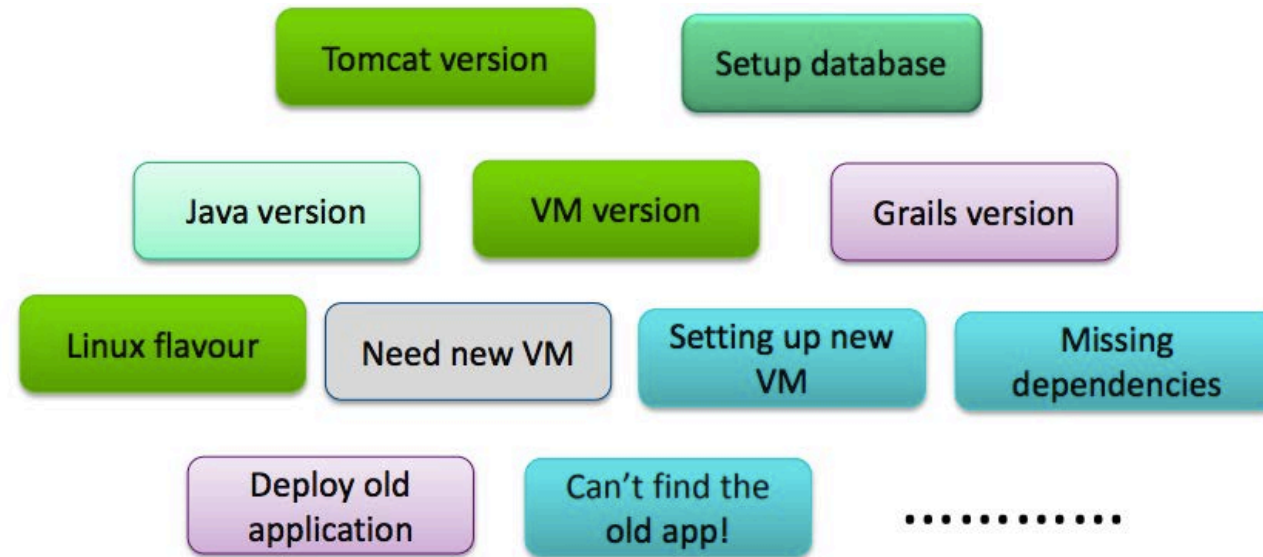 Tomcat version
Setup database
Java version
VM version
Grails version
Linux flavour
Need new VM
Setting up new
VM
Missing
dependencies
Deploy old
application
Can't find the
old app!
............